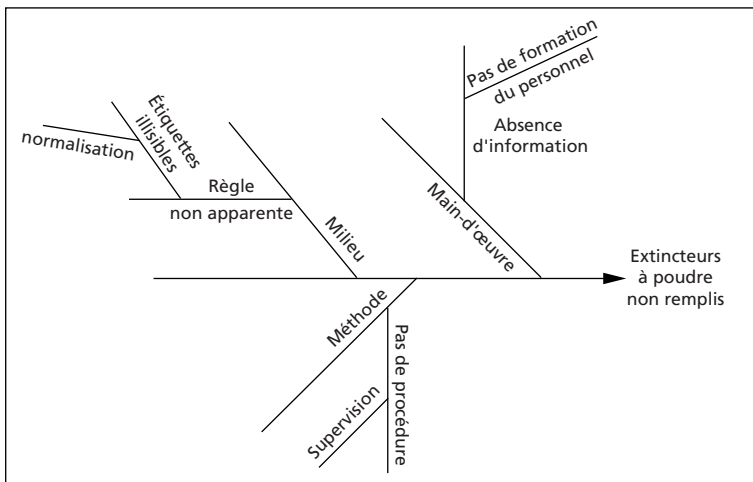 Pas de formation
du personnel
Absence
d'information
Étiquettes
illisibles
normalisation
Règle
non apparente
Milieu
Main-d'œuvre
Extincteurs
à poudre
non remplis
Méthode
Pas de procédure
Supervision